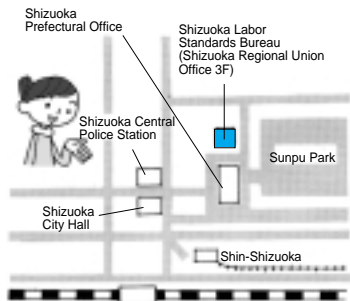 Shizuoka
Prefectural Office
Shizuoka Labor
Standards Bureau
(Shizuoka Regional Union
Office 3F)
Shizuoka Central
Police Station
Sunpu Park
Shizuoka
City Hall
Shin-Shizuoka